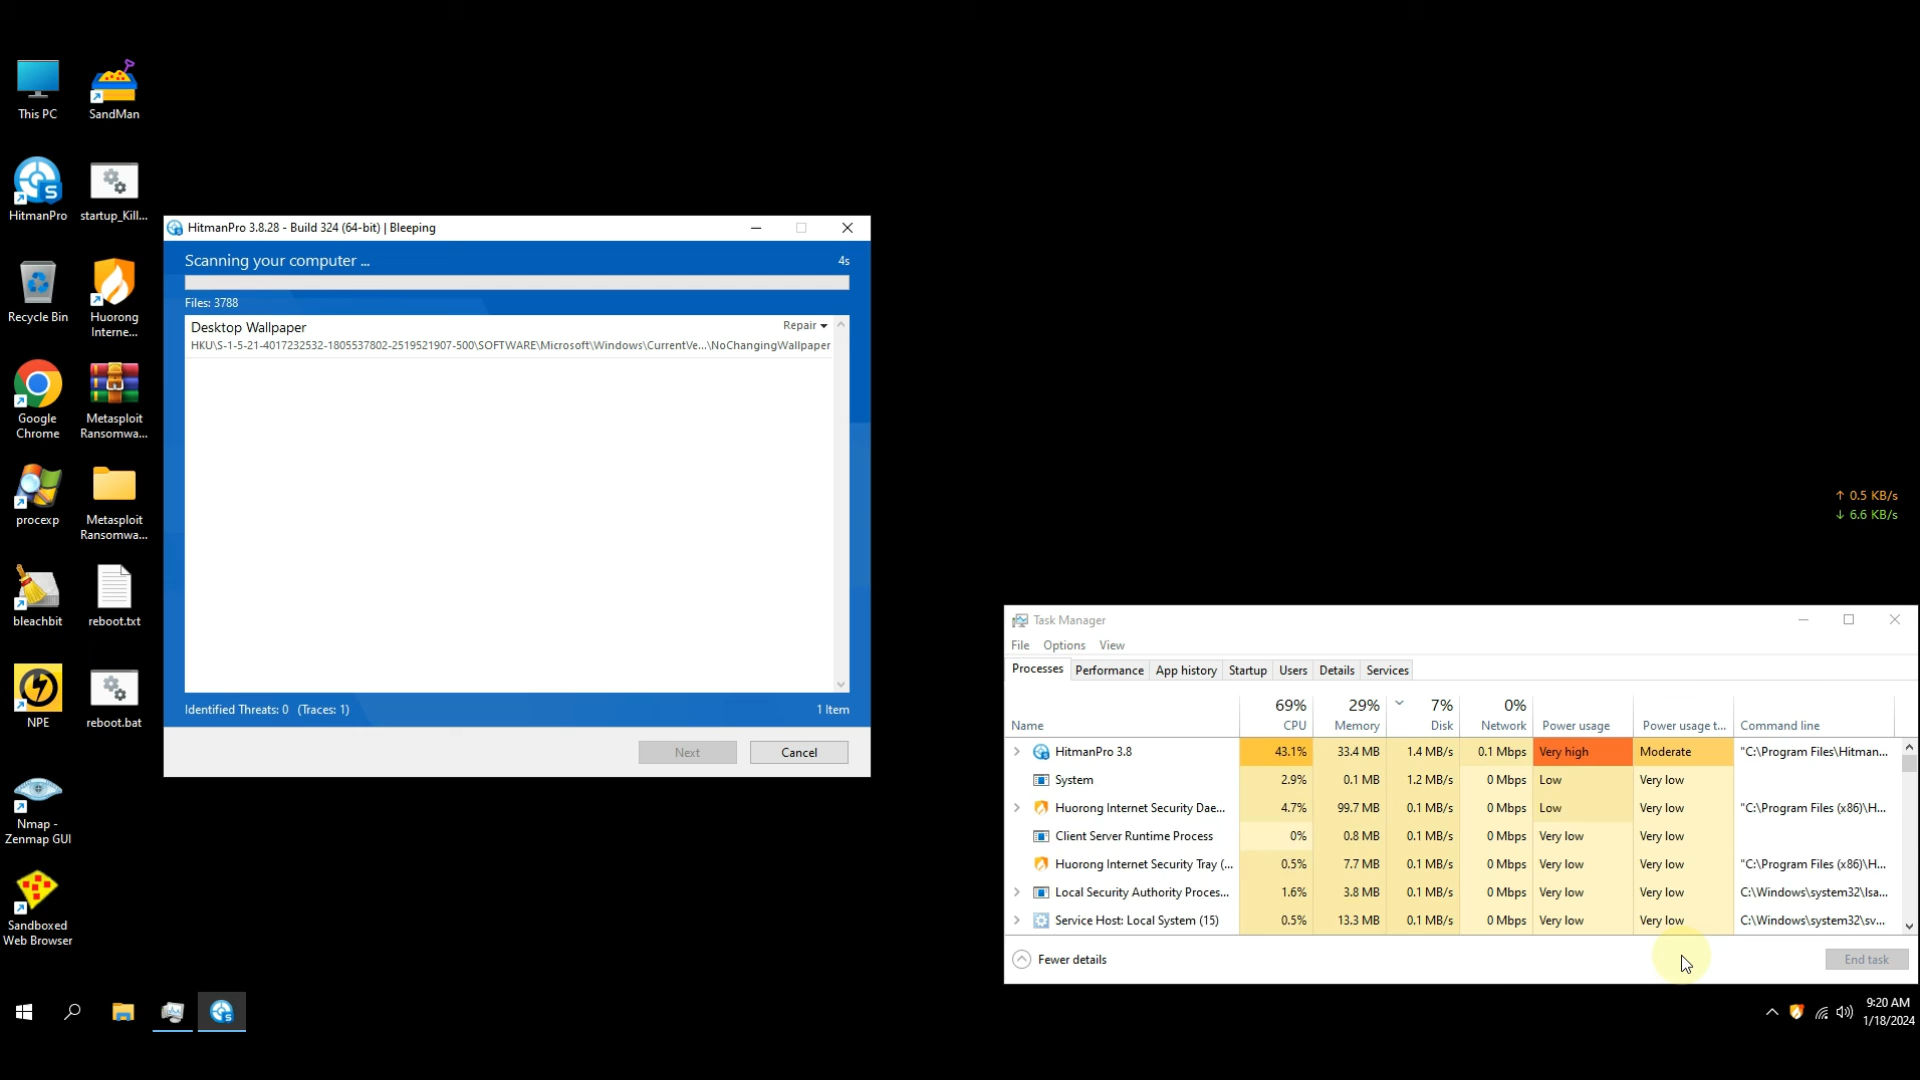 This PC
SandMan
HitmanPro
startup_Kill...
Recycle Bin
Huorong
Interne...
Google
Chrome
Metasploit
Ransomwa...
procexp
Metasploit
Ransomwa...
bleachbit
reboot.txt
NPE
reboot.bat
Nmap -
Zenmap GUI
Sandboxed
Web Browser
HitmanPro 3.8.28 - Build 324 (64-bit) | Bleeping
Scanning your computer ...
4s
Files: 3788
Desktop Wallpaper
Repair
HKU\S-1-5-21-4017232532-1805537802-2519521907-500\SOFTWARE\Microsoft\Windows\CurrentVe...\NoChangingWallpaper
Identified Threats: 0 (Traces: 1)
1 Item
Next
Cancel
↑ 0.5 KB/s
↓ 6.6 KB/s
Task Manager
File Options View
Processes Performance App history Startup Users Details Services
69% 29% 7% 0%
Name CPU Memory Disk Network Power usage Power usage t... Command line
HitmanPro 3.8 43.1% 33.4 MB 1.4 MB/s 0.1 Mbps Very high Moderate "C:\Program Files\Hitman...
System 2.9% 0.1 MB 1.2 MB/s 0 Mbps Low Very low
Huorong Internet Security Dae... 4.7% 99.7 MB 0.1 MB/s 0 Mbps Low Very low "C:\Program Files (x86)\H...
Client Server Runtime Process 0% 0.8 MB 0.1 MB/s 0 Mbps Very low Very low
Huorong Internet Security Tray (... 0.5% 7.7 MB 0.1 MB/s 0 Mbps Very low Very low "C:\Program Files (x86)\H...
Local Security Authority Proces... 1.6% 3.8 MB 0.1 MB/s 0 Mbps Very low Very low C:\Windows\system32\lsa...
Service Host: Local System (15) 0.5% 13.3 MB 0.1 MB/s 0 Mbps Very low Very low C:\Windows\system32\sv...
Fewer details
End task
9:20 AM
1/18/2024